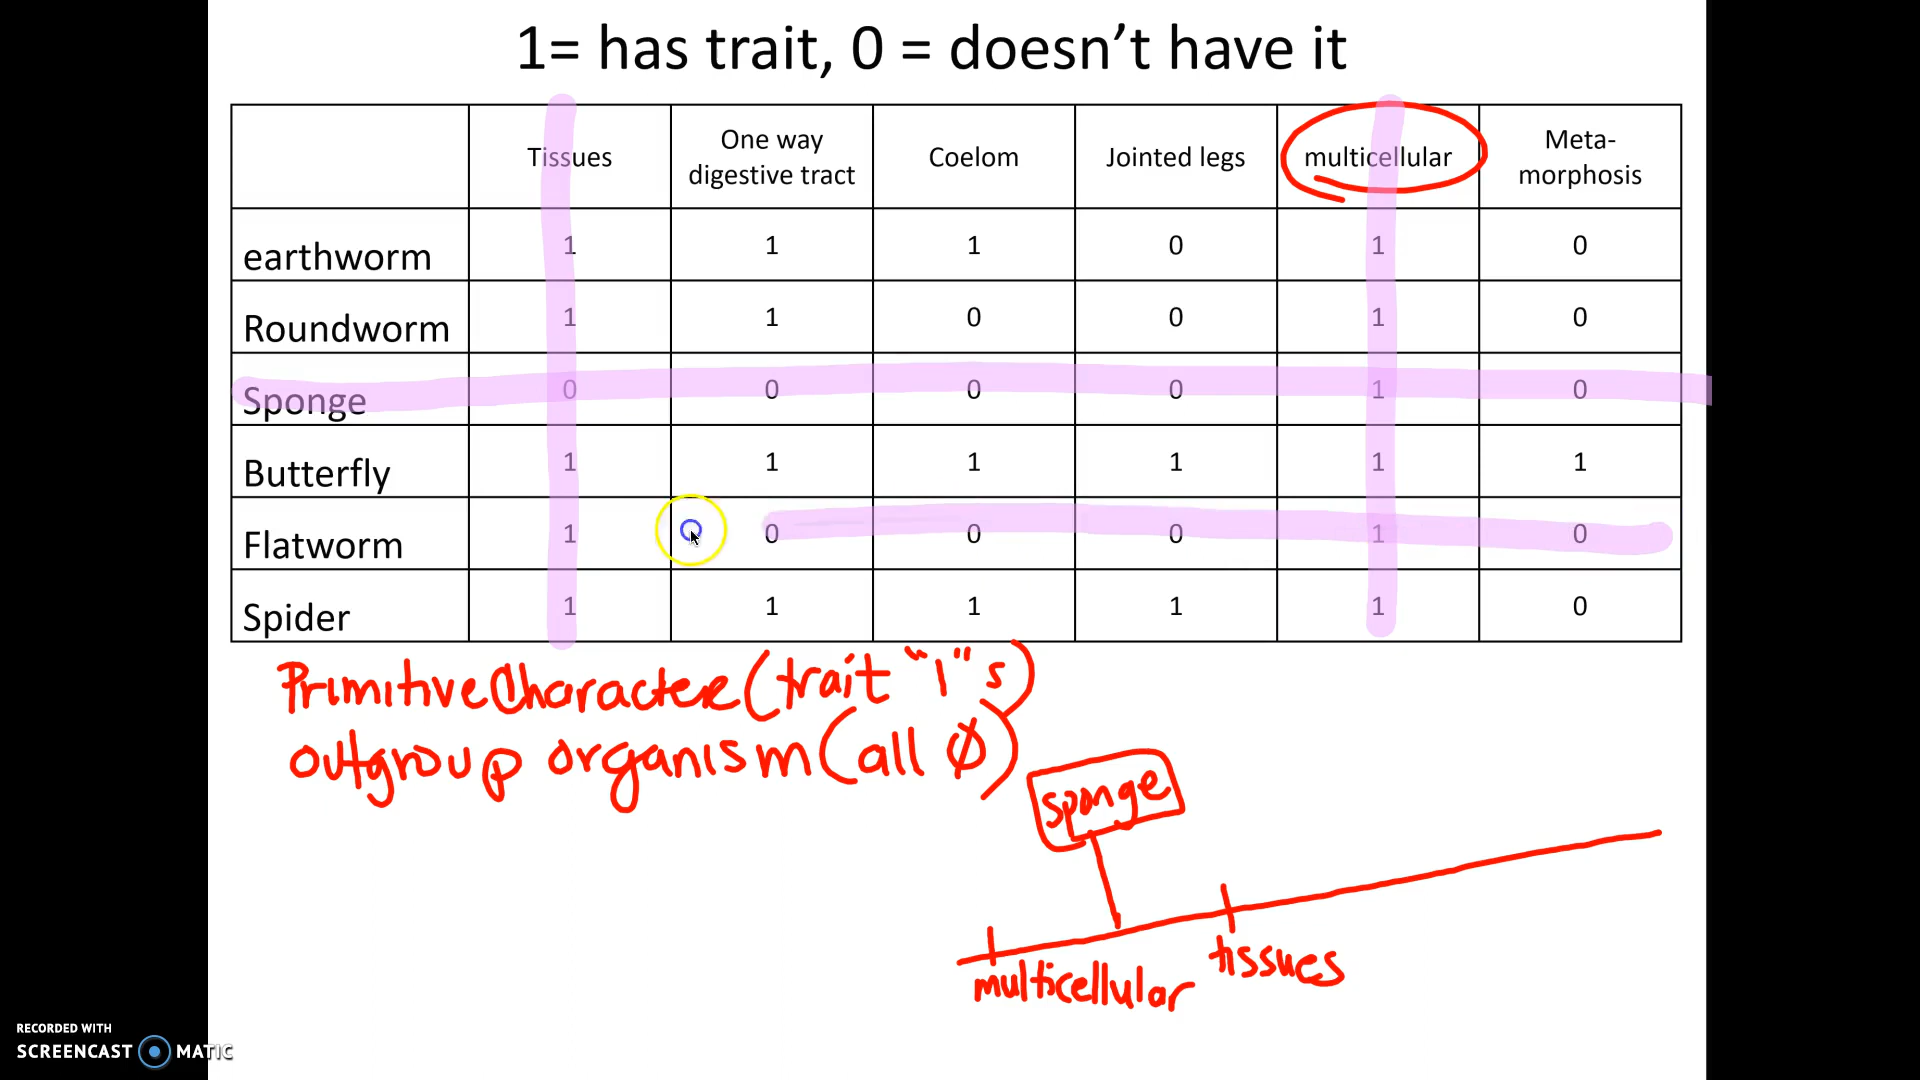 1= has trait, 0 = doesn't have it
Tissues One way digestive tract Coelom Jointed legs multicellular Meta-morphosis
earthworm 1 1 1 0 1 0
Roundworm 1 1 0 0 1 0
Sponge 0 0 0 0 1 0
Butterfly 1 1 1 1 1 1
Flatworm 1 0 0 0 1 0
Spider 1 1 1 1 1 0
Primitive Character (trait "1"s)
outgroup organism (all Ø)
sponge
tissues
multicellular
RECORDED WITH
SCREENCAST MATIC